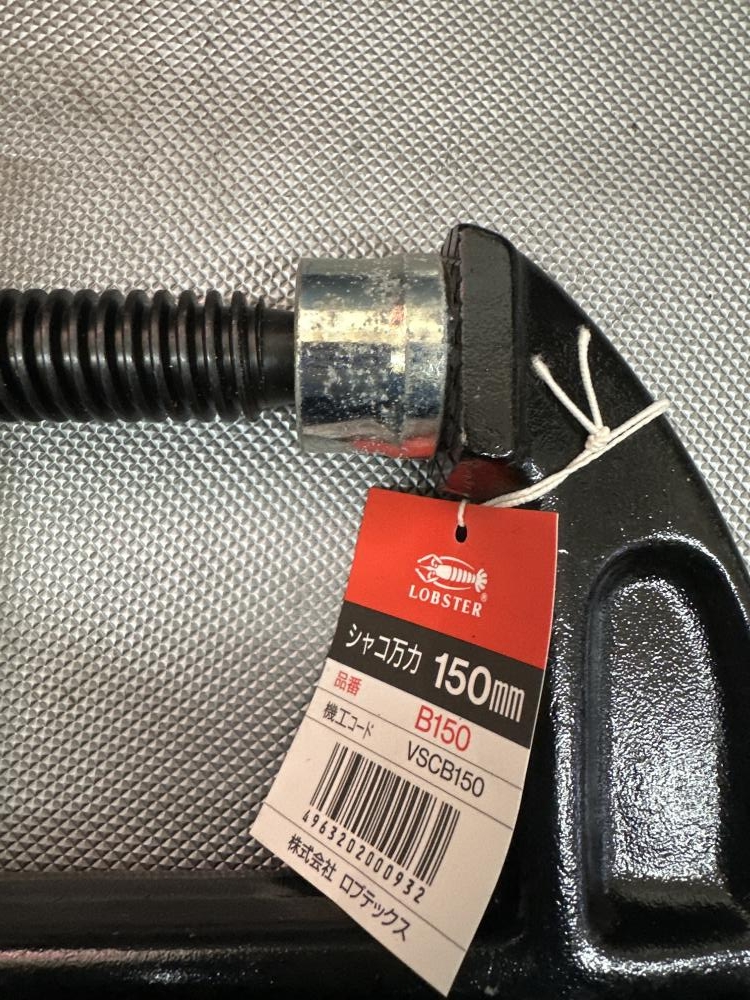 LOBSTER®
シャコ万力 150mm
品番 B150
機工コード VSCB150
4963202000932
株式会社 ロブテックス